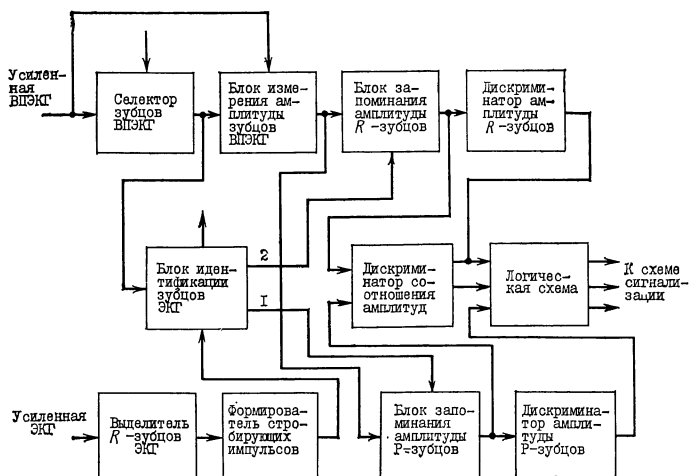 Усилен-
ная
ВПЭКГ
Селектор
зубцов
ВПЭКГ
Блок изме-
рения ам-
плитуды
зубцов
ВПЭКГ
Блок за-
поминания
амплитуды
R -зубцов
Дискрими-
натор ам-
плитуды
R -зубцов
Блок иден-
тификации
зубцов
ЭКГ
2
I
Дискрими-
натор со-
отношения
амплитуд
Логичес-
кая схема
К схеме
сигнали-
зации
Усиленная
ЭКГ
Выделитель
R -зубцов
ЭКГ
Формирова-
тель стро-
бирующих
импульсов
Блок запо-
минания
амплитуды
Р-зубцов
Дискримина-
тор ампли-
туды
Р-зубцов